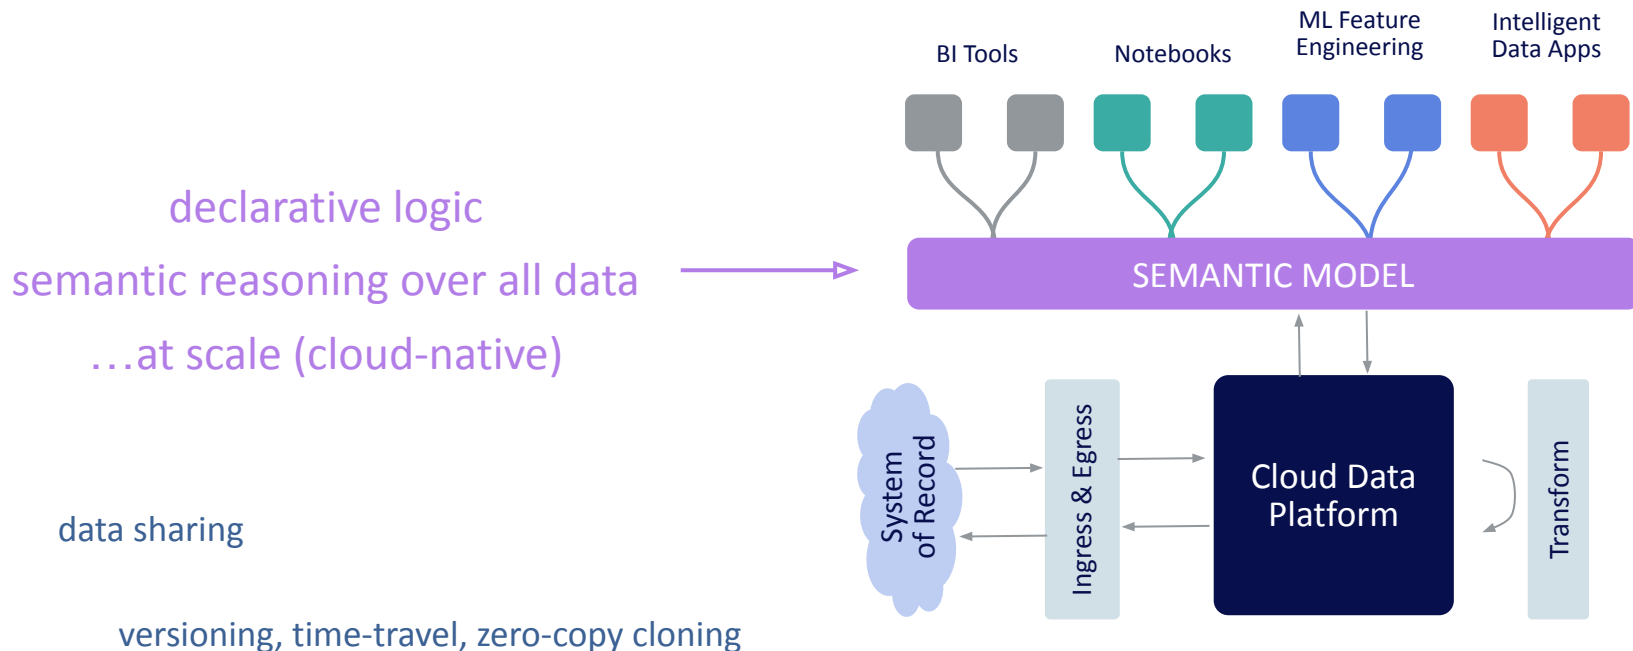 BI Tools
Notebooks
ML Feature
Engineering
Intelligent
Data Apps
declarative logic
semantic reasoning over all data
…at scale (cloud-native)
SEMANTIC MODEL
System
of Record
Ingress & Egress
Cloud Data
Platform
Transform
data sharing
versioning, time-travel, zero-copy cloning